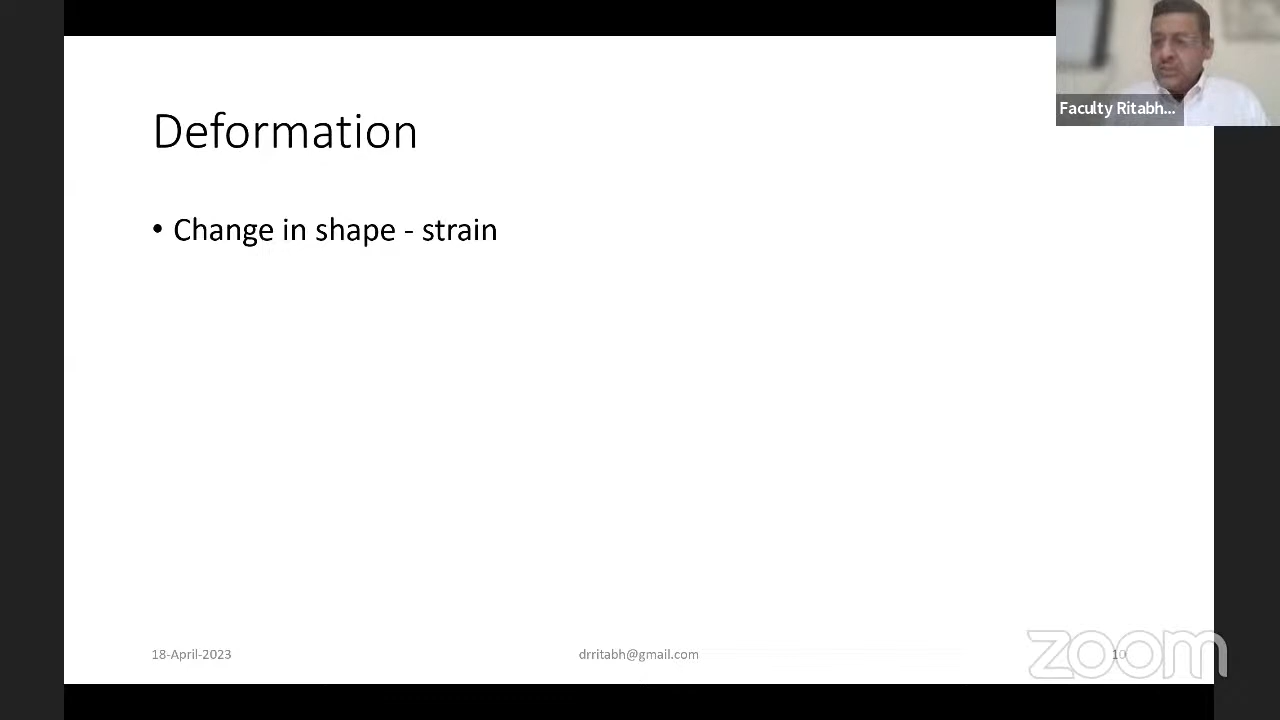 Faculty Ritabh...
Deformation
• Change in shape - strain
18-April-2023
drritabh@gmail.com
10
zoom